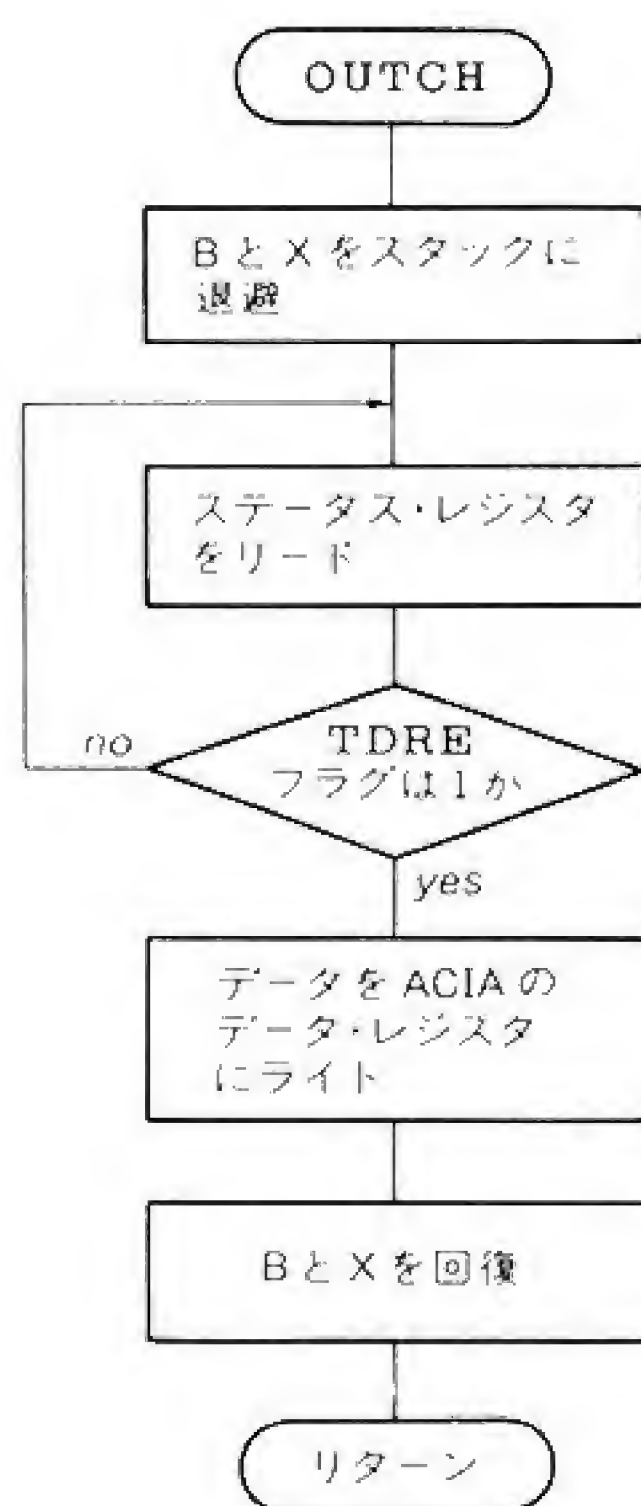 OUTCH
BとXをスタックに
退避
ステータス・レジスタ
をリード
TDRE
フラグは1か
no
yes
データをACIAの
データ・レジスタ
にライト
BとXを回復
リターン